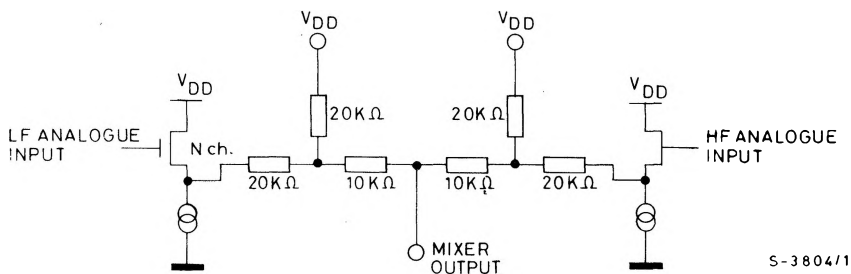 VDD
VDD
VDD
VDD
20KΩ
20KΩ
LF ANALOGUE
INPUT
N ch.
HF ANALOGUE
INPUT
20KΩ
10KΩ
10KΩ
20KΩ
MIXER
OUTPUT
S-3804/1